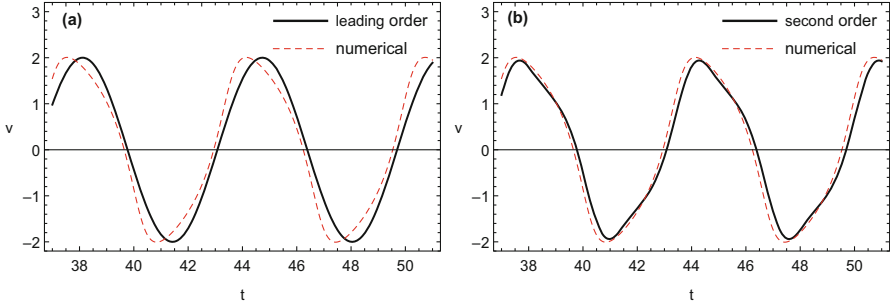 (a)
leading order
numerical
3
2
1
0
−1
−2
v
38
40
42
44
46
48
50
t
(b)
second order
numerical
3
2
1
0
−1
−2
v
38
40
42
44
46
48
50
t